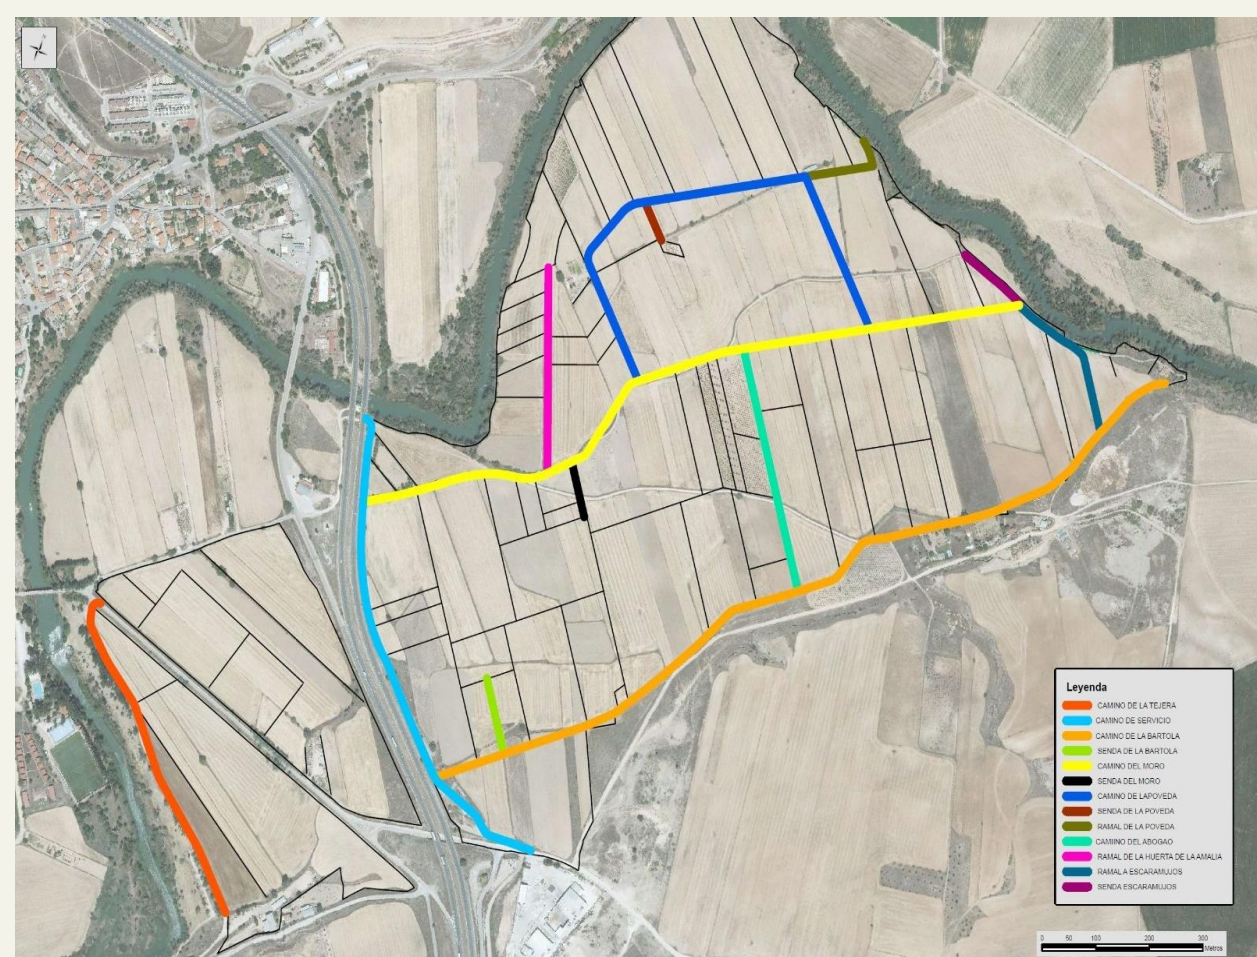 Leyenda
CAMINO DE LA TEJERA
CAMINO DE SERVICIO
CAMINO DE LA BARTOLA
SENDA DE LA BARTOLA
CAMINO DEL MORO
SENDA DEL MORO
CAMINO DE LAPOVEDA
SENDA DE LA POVEDA
RAMAL DE LA POVEDA
CAMINO DEL ABOGAO
RAMAL DE LA HUERTA DE LA AMALIA
RAMAL A ESCARAMUJOS
SENDA ESCARAMUJOS
0 50 100 200 300
Metros